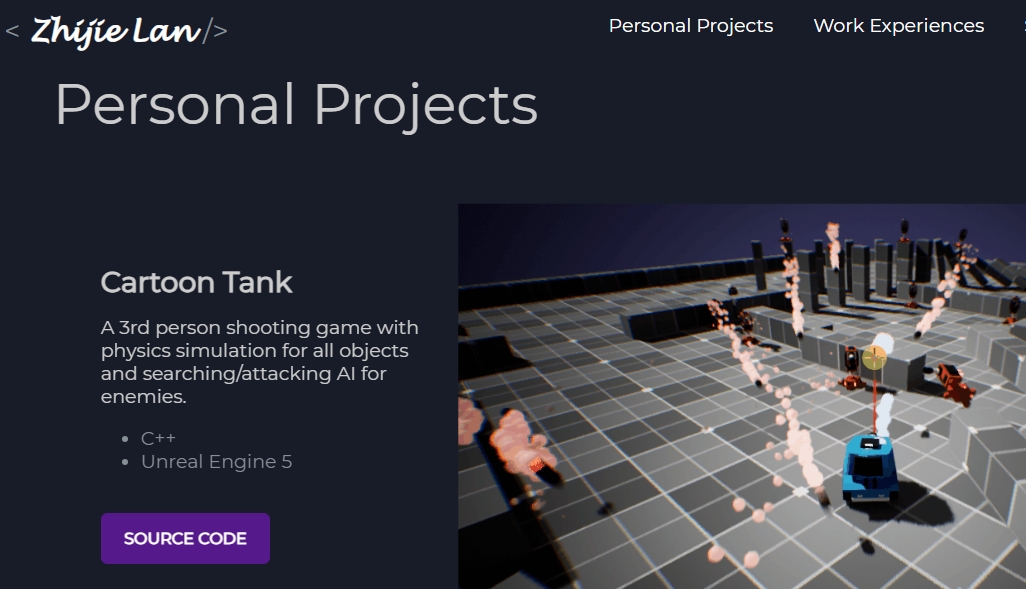 < Zhijie Lan />
Personal Projects
Work Experiences
Personal Projects
Cartoon Tank
A 3rd person shooting game with
physics simulation for all objects
and searching/attacking AI for
enemies.
• C++
• Unreal Engine 5
SOURCE CODE